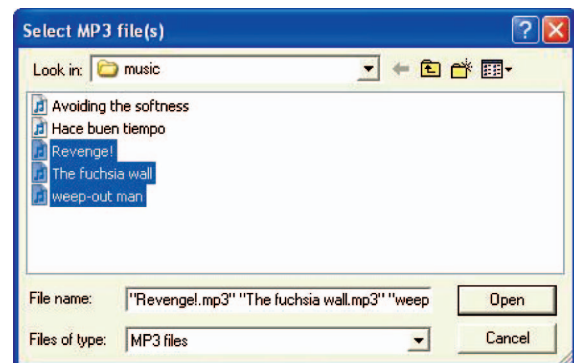 Select MP3 file(s)
Look in: music
Avoiding the softness
Hace buen tiempo
Revenge!
The fuchsia wall
weep-out man
File name: "Revenge!.mp3" "The fuchsia wall.mp3" "weep Open
Files of type: MP3 files Cancel